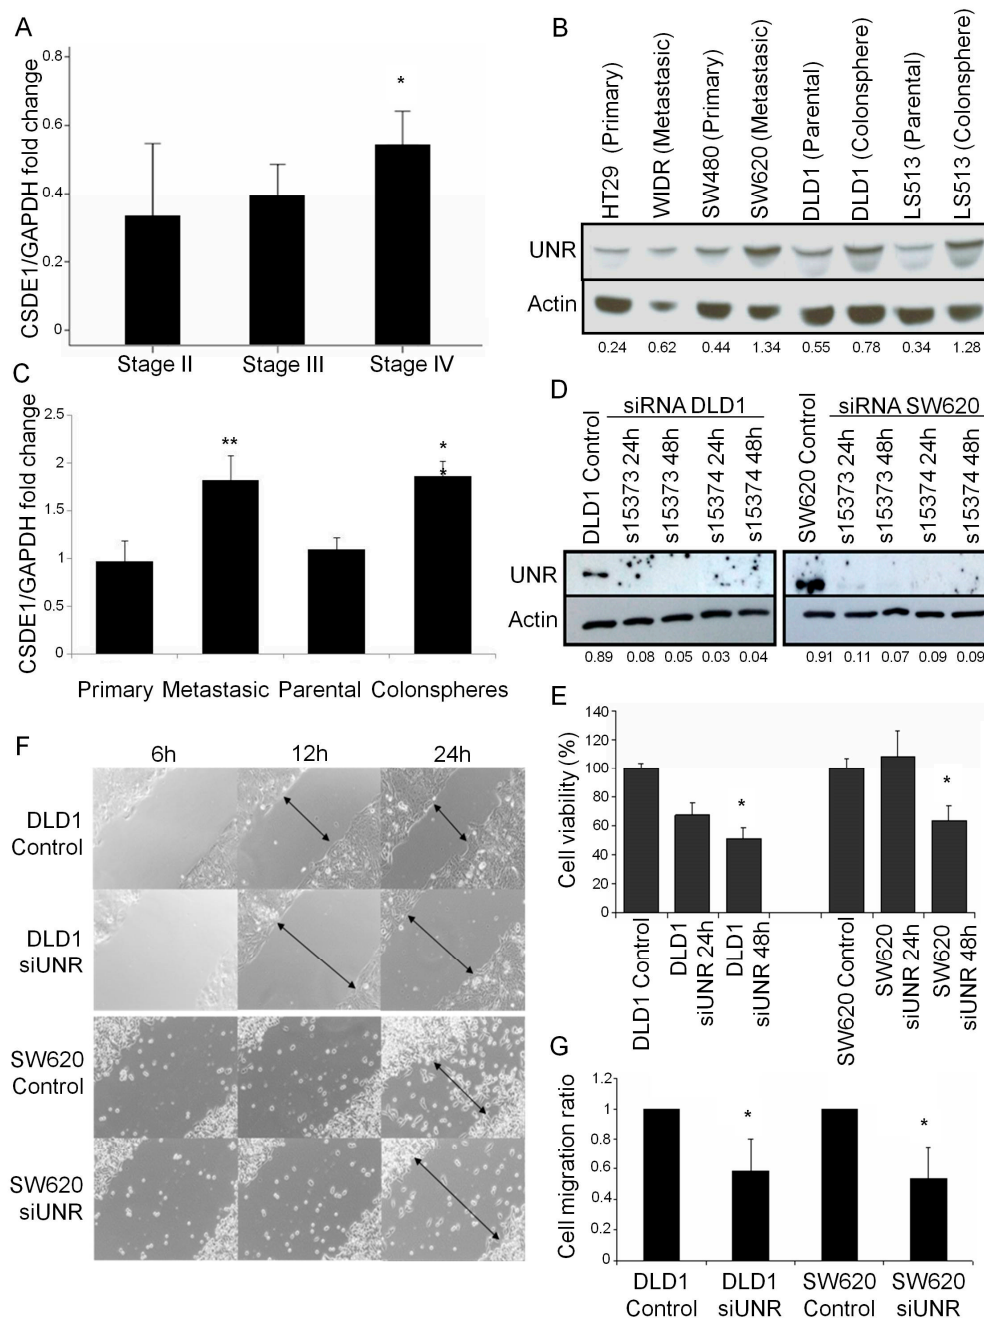 A
CSDE1/GAPDH fold change
0.8
0.6
0.4
0.2
0
*
Stage II
Stage III
Stage IV
B
HT29 (Primary)
WIDR (Metastasic)
SW480 (Primary)
SW620 (Metastasic)
DLD1 (Parental)
DLD1 (Colonsphere)
LS513 (Parental)
LS513 (Colonsphere)
UNR
Actin
0.24 0.62 0.44 1.34 0.55 0.78 0.34 1.28
C
CSDE1/GAPDH fold change
2.5
2
1.5
1
0.5
0
**
*
*
Primary Metastasic Parental Colonspheres
D
DLD1 Control
siRNA DLD1
s15373 24h
s15373 48h
s15374 24h
s15374 48h
SW620 Control
siRNA SW620
s15373 24h
s15373 48h
s15374 24h
s15374 48h
UNR
Actin
0.89 0.08 0.05 0.03 0.04
0.91 0.11 0.07 0.09 0.09
E
Cell viability (%)
140
120
100
80
60
40
20
0
*
*
DLD1 Control
DLD1
siUNR 24h
DLD1
siUNR 48h
SW620 Control
SW620
siUNR 24h
SW620
siUNR 48h
F
6h
12h
24h
DLD1
Control
DLD1
siUNR
SW620
Control
SW620
siUNR
G
Cell migration ratio
1.2
1
0.8
0.6
0.4
0.2
0
*
*
DLD1
Control
DLD1
siUNR
SW620
Control
SW620
siUNR